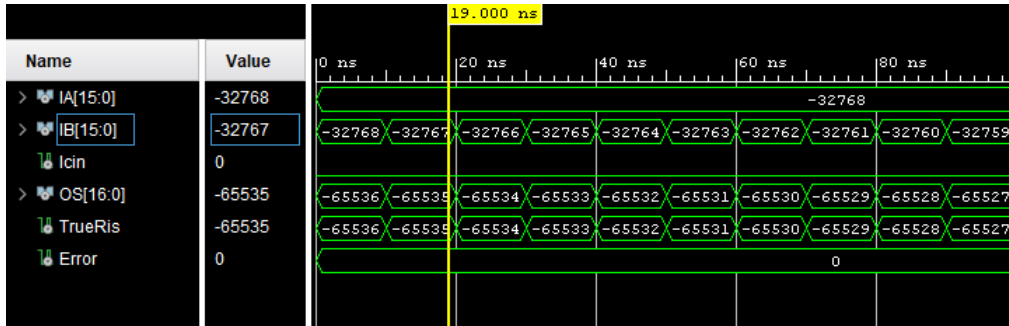 19.000 ns
Name Value 0 ns 20 ns 40 ns 60 ns 80 ns
> IA[15:0] -32768 -32768
> IB[15:0] -32767 -32768 -32767 -32766 -32765 -32764 -32763 -32762 -32761 -32760 -32759
Icin 0
> OS[16:0] -65535 -65536 -65535 -65534 -65533 -65532 -65531 -65530 -65529 -65528 -65527
TrueRis -65535 -65536 -65535 -65534 -65533 -65532 -65531 -65530 -65529 -65528 -65527
Error 0 0